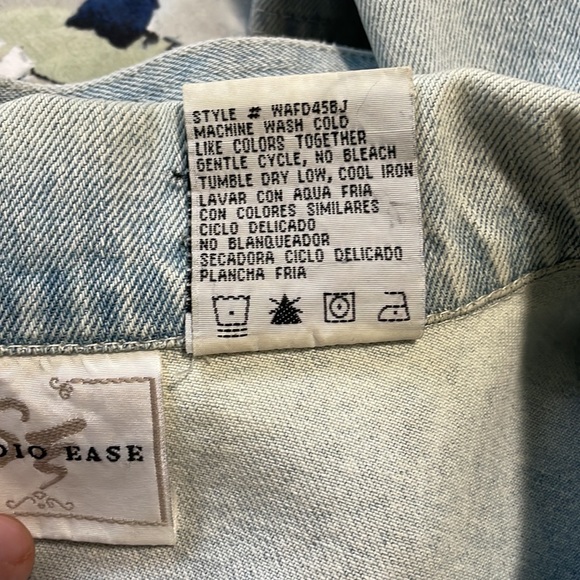 STYLE # WAFD45BJ
MACHINE WASH COLD
LIKE COLORS TOGETHER
GENTLE CYCLE, NO BLEACH
TUMBLE DRY LOW, COOL IRON
LAVAR CON AQUA FRIA
CON COLORES SIMILARES
CICLO DELICADO
NO BLANQUEADOR
SECADORA CICLO DELICADO
PLANCHA FRIA
DIO EASE